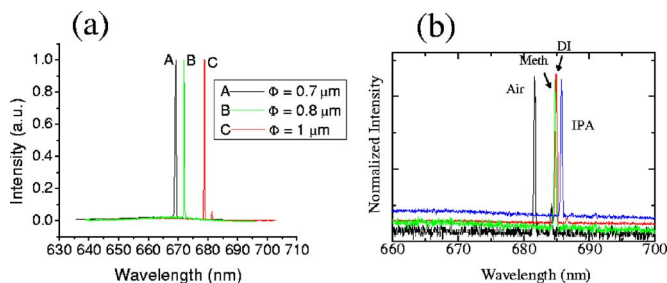 (a)
Intensity (a.u.)
1.0
0.8
0.6
0.4
0.2
0.0
A
B
C
A Φ = 0.7 μm
B Φ = 0.8 μm
C Φ = 1 μm
630 640 650 660 670 680 690 700 710
Wavelength (nm)
(b)
Normalized Intensity
DI
Meth
Air
IPA
660 670 680 690 700
Wavelength (nm)